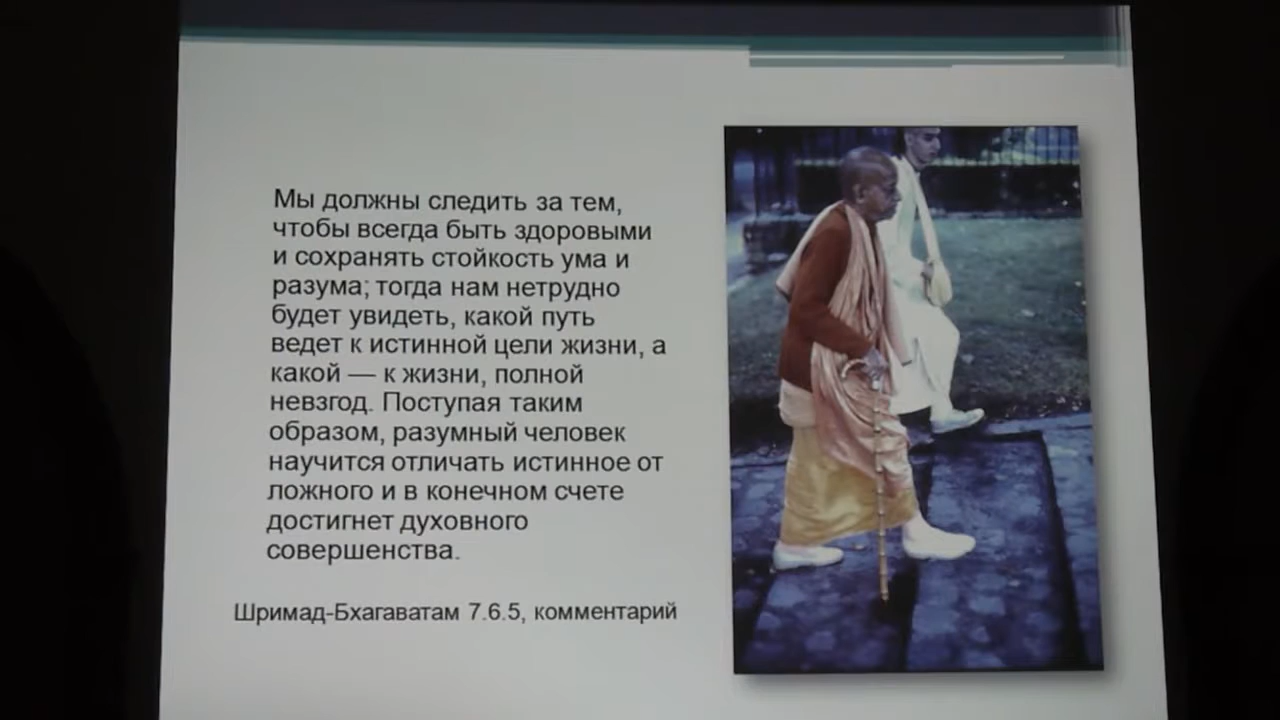 Мы должны следить за тем,
чтобы всегда быть здоровыми
и сохранять стойкость ума и
разума; тогда нам нетрудно
будет увидеть, какой путь
ведет к истинной цели жизни, а
какой — к жизни, полной
невзгод. Поступая таким
образом, разумный человек
научится отличать истинное от
ложного и в конечном счете
достигнет духовного
совершенства.
Шримад-Бхагаватам 7.6.5, комментарий